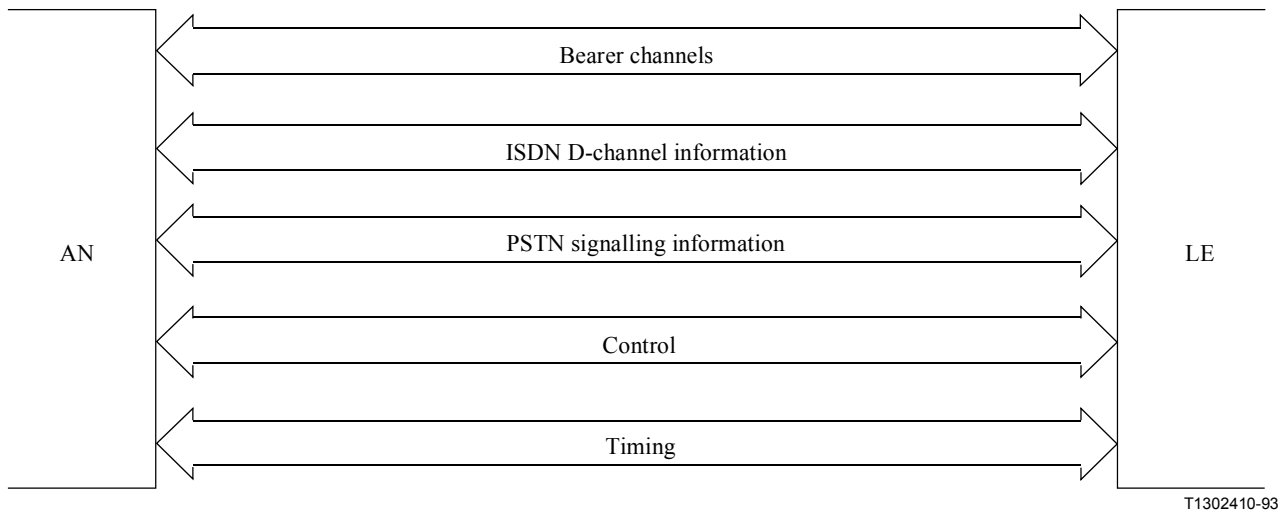 Bearer channels
ISDN D-channel information
PSTN signalling information
AN
LE
Control
Timing
T1302410-93